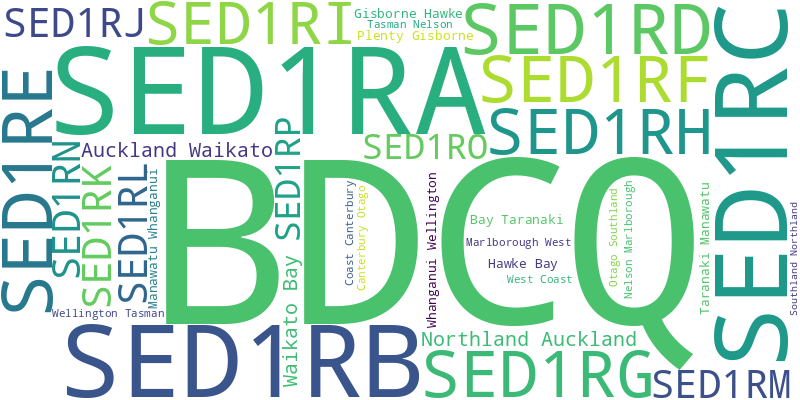 SED1RJ
SED1RI
Gisborne Hawke
Tasman Nelson
Plenty Gisborne
SED1RD
SED1RC
SED1RA
SED1RF
SED1RE
SED1RH
SED1RO
SED1RP
Auckland Waikato
SED1RN
SED1RK
SED1RL
Manawatu Whanganui
BDCQ
Waikato Bay
Coast Canterbury
Canterbury Otago
Whanganui Wellington
Bay Taranaki
Marlborough West
Hawke Bay
West Coast
Otago Southland
Nelson Marlborough
Taranaki Manawatu
Southland Northland
Wellington Tasman
SED1RB
Northland Auckland
SED1RG
SED1RM